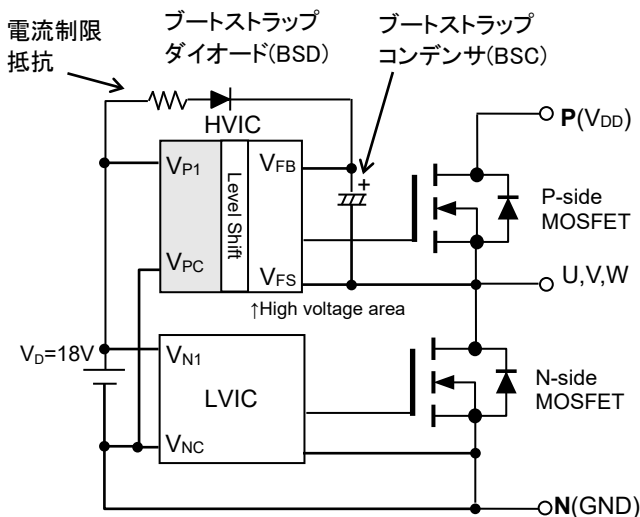 電流制限
抵抗
ブートストラップ
ダイオード(BSD)
ブートストラップ
コンデンサ(BSC)
HVIC
P(VDD)
VP1
Level Shift
VFB
+
P-side
MOSFET
VPC
VFS
U,V,W
↑High voltage area
VD=18V
VN1
LVIC
N-side
MOSFET
VNC
N(GND)